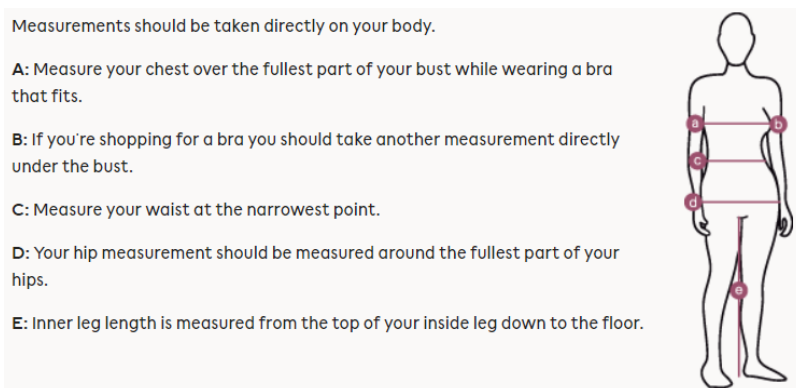 Measurements should be taken directly on your body.
A: Measure your chest over the fullest part of your bust while wearing a bra
that fits.
B: If you're shopping for a bra you should take another measurement directly
under the bust.
C: Measure your waist at the narrowest point.
D: Your hip measurement should be measured around the fullest part of your
hips.
E: Inner leg length is measured from the top of your inside leg down to the floor.
a b
c
d
e